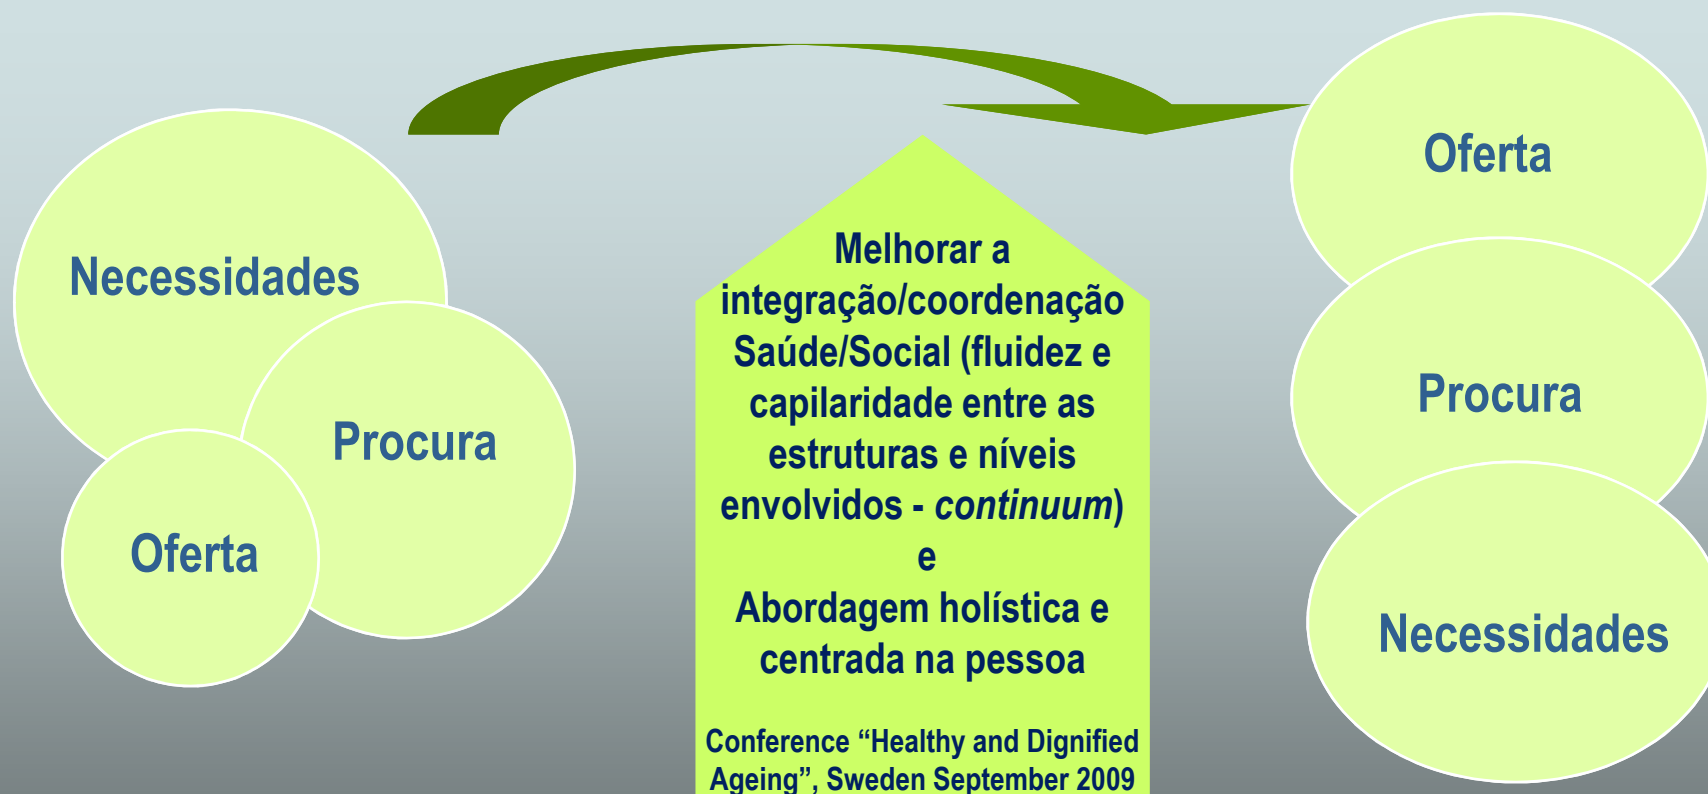 Necessidades
Procura
Oferta
Melhorar a
integração/coordenação
Saúde/Social (fluidez e
capilaridade entre as
estruturas e níveis
envolvidos - continuum)
e
Abordagem holística e
centrada na pessoa
Conference “Healthy and Dignified
Ageing”, Sweden September 2009
Oferta
Procura
Necessidades